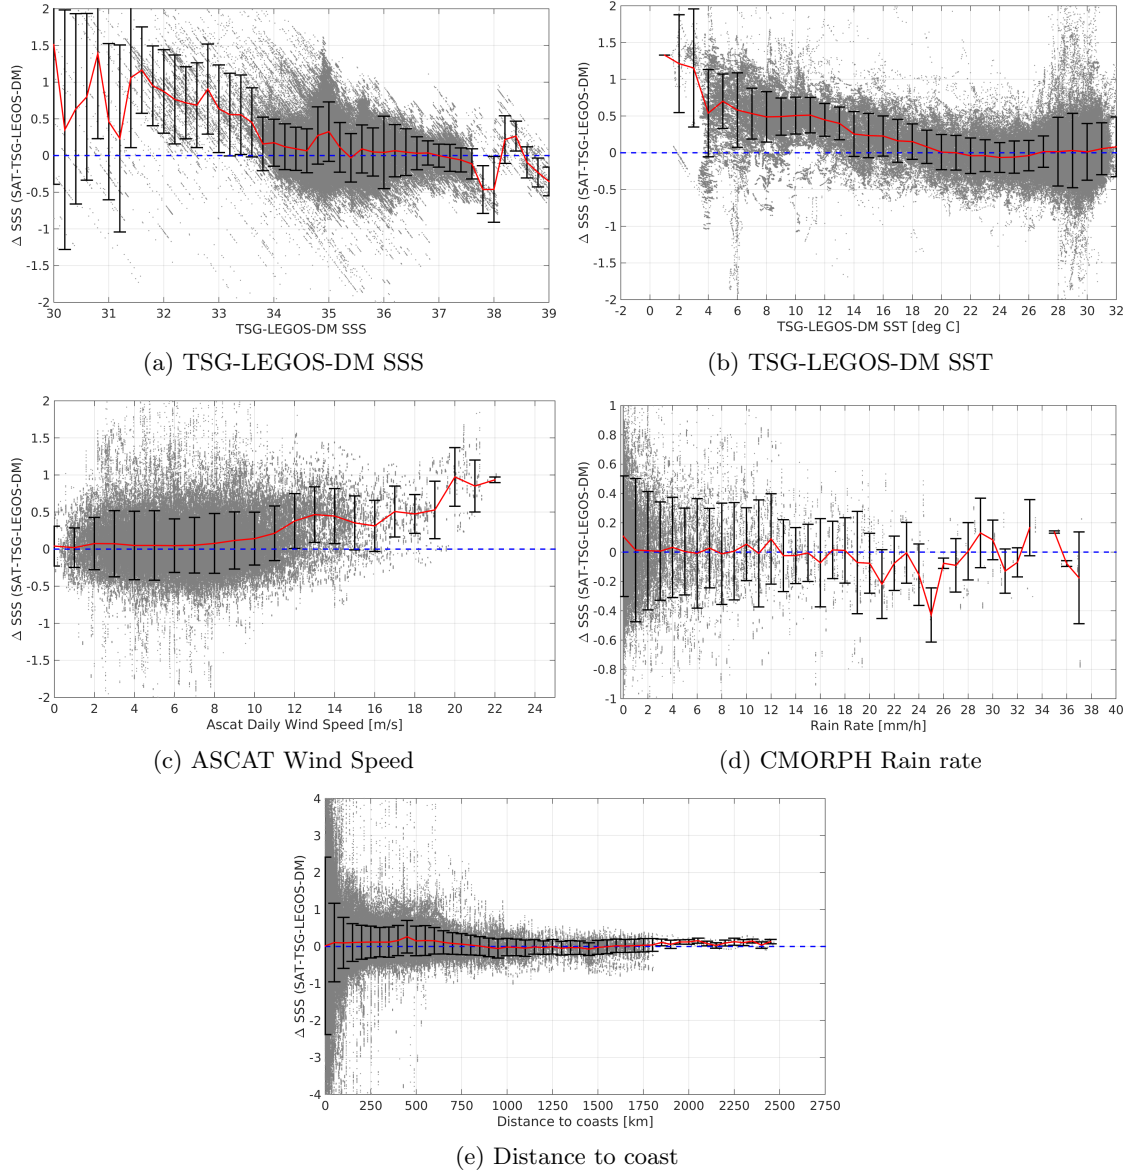 2
1.5
1
0.5
0
-0.5
-1
-1.5
-2
Δ SSS (SAT-TSG-LEGOS-DM)
30 31 32 33 34 35 36 37 38 39
TSG-LEGOS-DM SSS
(a) TSG-LEGOS-DM SSS
2
1.5
1
0.5
0
-0.5
-1
-1.5
-2
Δ SSS (SAT-TSG-LEGOS-DM)
-2 0 2 4 6 8 10 12 14 16 18 20 22 24 26 28 30 32
TSG-LEGOS-DM SST [deg C]
(b) TSG-LEGOS-DM SST
2
1.5
1
0.5
0
-0.5
-1
-1.5
-2
Δ SSS (SAT-TSG-LEGOS-DM)
0 2 4 6 8 10 12 14 16 18 20 22 24
Ascat Daily Wind Speed [m/s]
(c) ASCAT Wind Speed
1
0.8
0.6
0.4
0.2
0
-0.2
-0.4
-0.6
-0.8
-1
Δ SSS (SAT-TSG-LEGOS-DM)
0 2 4 6 8 10 12 14 16 18 20 22 24 26 28 30 32 34 36 38 40
Rain Rate [mm/h]
(d) CMORPH Rain rate
4
3
2
1
0
-1
-2
-3
-4
Δ SSS (SAT-TSG-LEGOS-DM)
0 250 500 750 1000 1250 1500 1750 2000 2250 2500 2750
Distance to coasts [km]
(e) Distance to coast